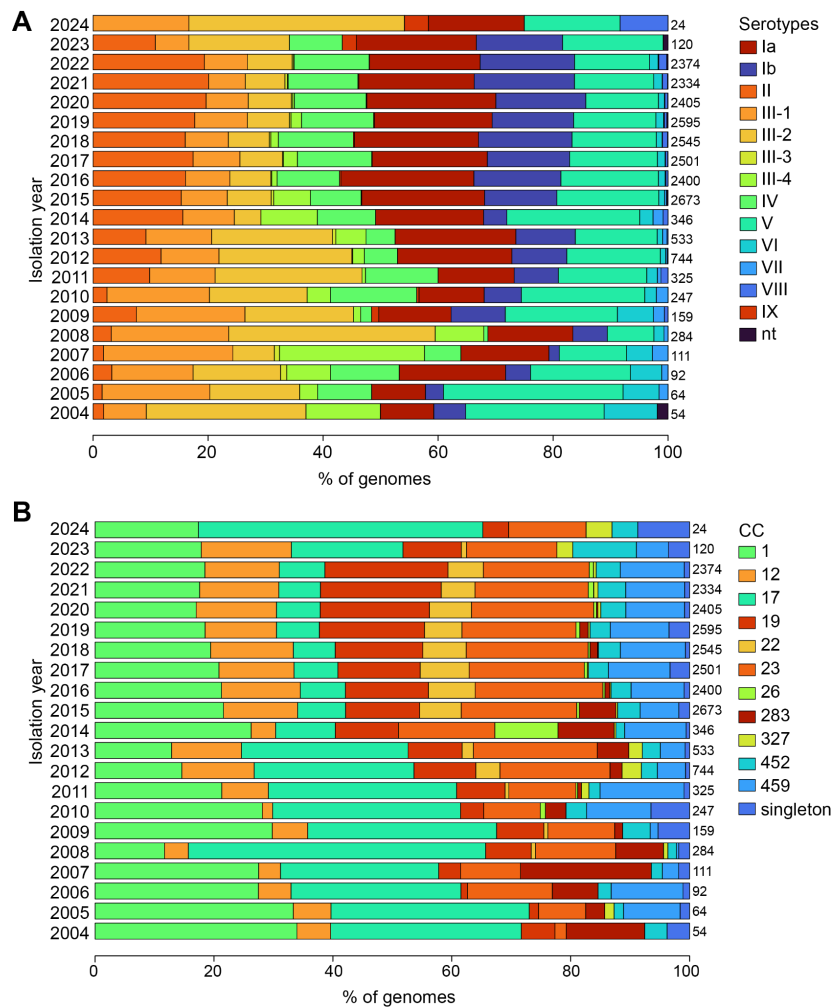 A
Isolation year
2024 24
2023 120
2022 2374
2021 2334
2020 2405
2019 2595
2018 2545
2017 2501
2016 2400
2015 2673
2014 346
2013 533
2012 744
2011 325
2010 247
2009 159
2008 284
2007 111
2006 92
2005 64
2004 54
0 20 40 60 80 100
% of genomes
Serotypes
Ia
Ib
II
III-1
III-2
III-3
III-4
IV
V
VI
VII
VIII
IX
nt
B
Isolation year
2024 24
2023 120
2022 2374
2021 2334
2020 2405
2019 2595
2018 2545
2017 2501
2016 2400
2015 2673
2014 346
2013 533
2012 744
2011 325
2010 247
2009 159
2008 284
2007 111
2006 92
2005 64
2004 54
0 20 40 60 80 100
% of genomes
CC
1
12
17
19
22
23
26
283
327
452
459
singleton